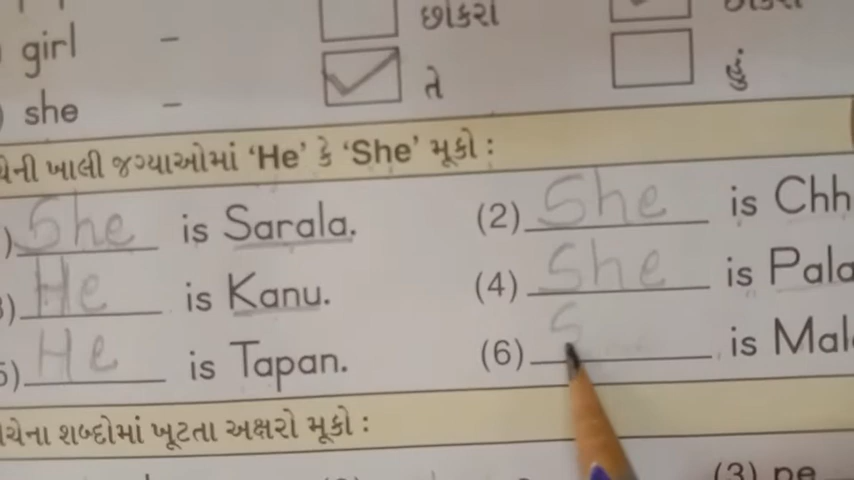 છોકરો
girl –
તે હું
she –
ખાલી જગ્યાઓમાં ‘He’ કે ‘She’ મૂકો :
She is Sarala. (2) She is Chh
He is Kanu. (4) She is Pala
He is Tapan. (6) S is Mal
શબ્દોમાં ખૂટતા અક્ષરો મૂકો :
(3) pe